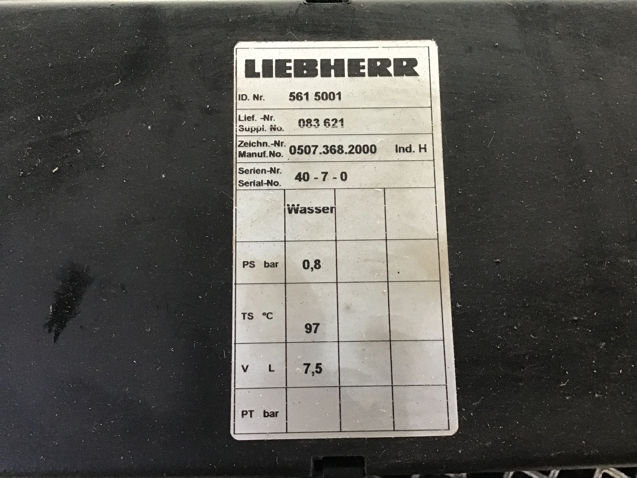 LIEBHERR
ID. Nr. 561 5001
Lief. -Nr.
Suppl. No. 083 621
Zeichn.-Nr.
Manuf.No. 0507.368.2000 Ind. H
Serien-Nr.
Serial-No. 40 - 7 - 0
Wasser
PS bar 0,8
TS °C 97
V L 7,5
PT bar